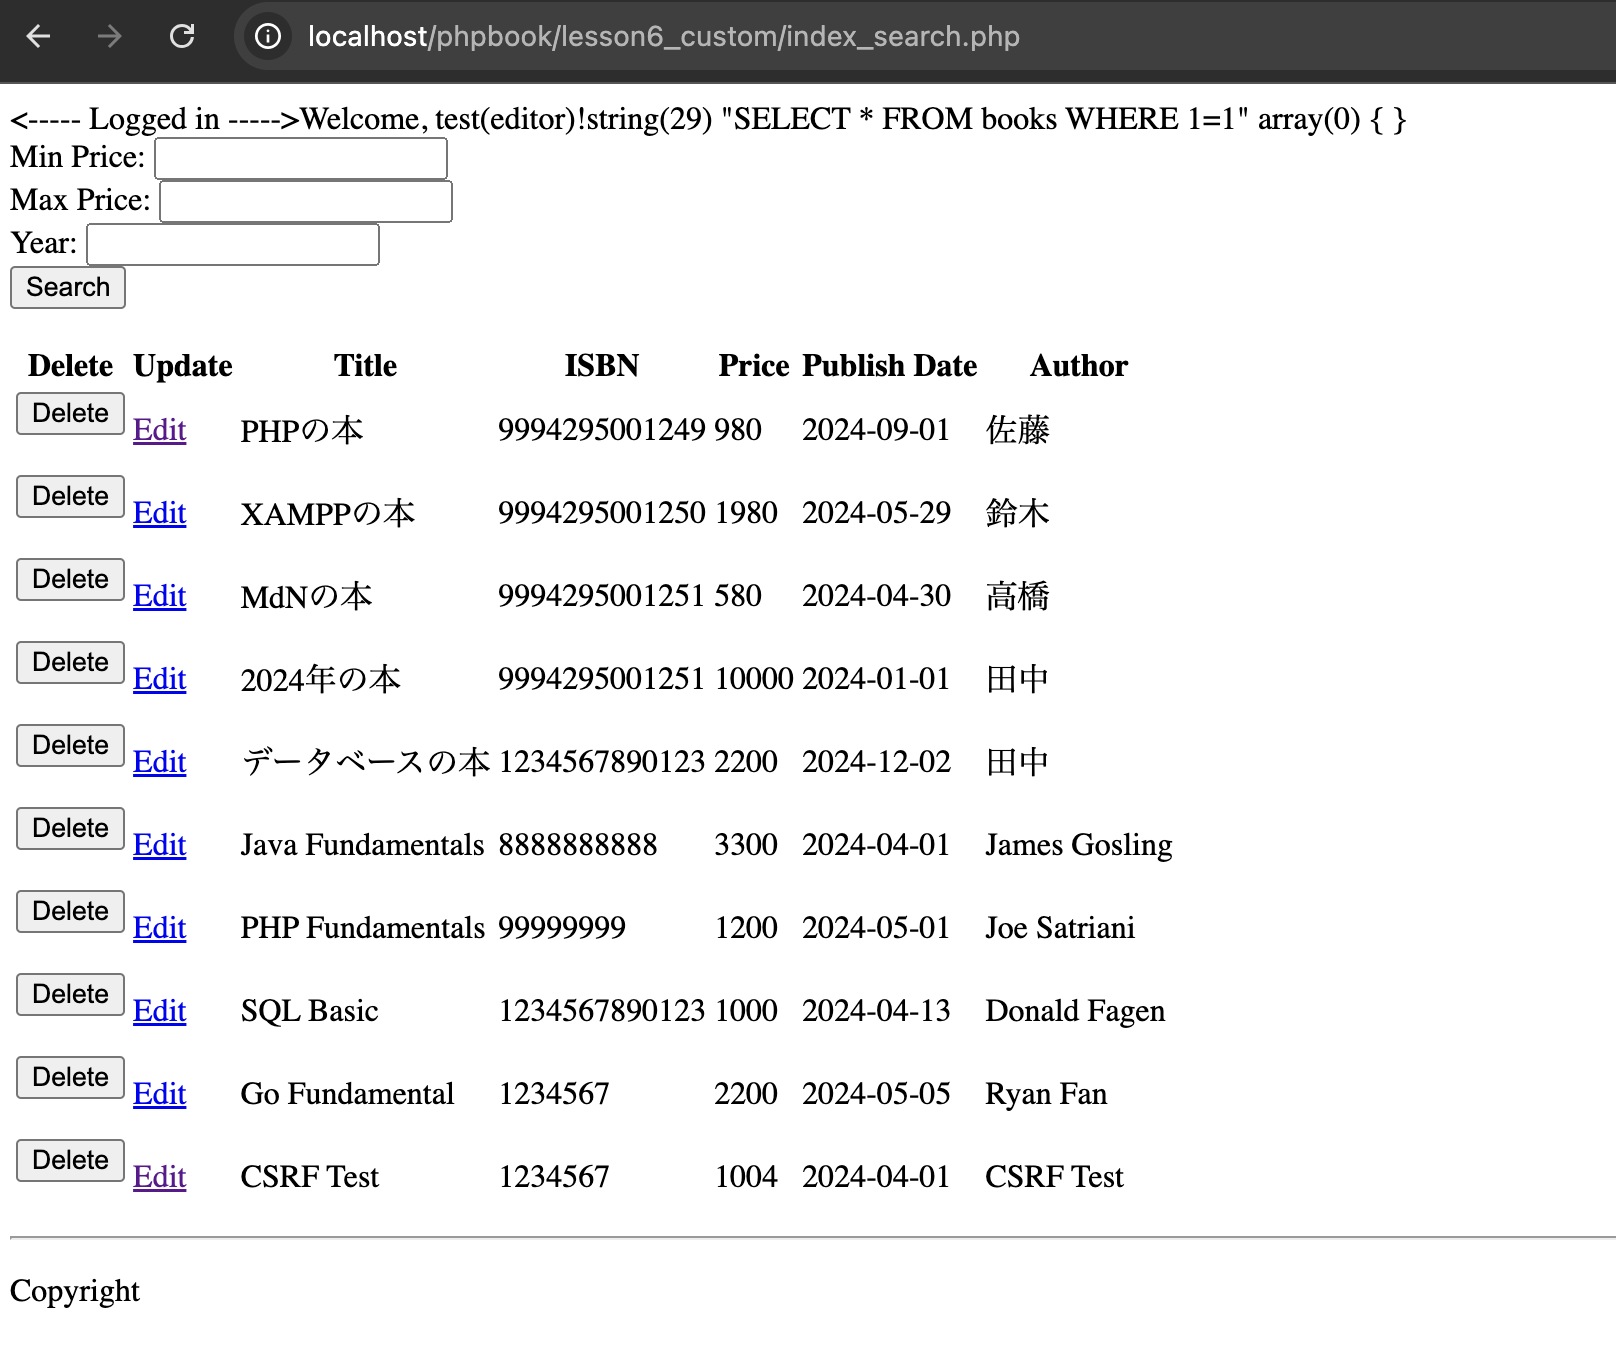 localhost/phpbook/lesson6_custom/index_search.php
<----- Logged in ----->Welcome, test(editor)!string(29) "SELECT * FROM books WHERE 1=1" array(0) { }
Min Price:
Max Price:
Year:
Search
Delete Update Title ISBN Price Publish Date Author
Delete Edit PHPの本 9994295001249 980 2024-09-01 佐藤
Delete Edit XAMPPの本 9994295001250 1980 2024-05-29 鈴木
Delete Edit MdNの本 9994295001251 580 2024-04-30 高橋
Delete Edit 2024年の本 9994295001251 10000 2024-01-01 田中
Delete Edit データベースの本 1234567890123 2200 2024-12-02 田中
Delete Edit Java Fundamentals 8888888888 3300 2024-04-01 James Gosling
Delete Edit PHP Fundamentals 99999999 1200 2024-05-01 Joe Satriani
Delete Edit SQL Basic 1234567890123 1000 2024-04-13 Donald Fagen
Delete Edit Go Fundamental 1234567 2200 2024-05-05 Ryan Fan
Delete Edit CSRF Test 1234567 1004 2024-04-01 CSRF Test
Copyright